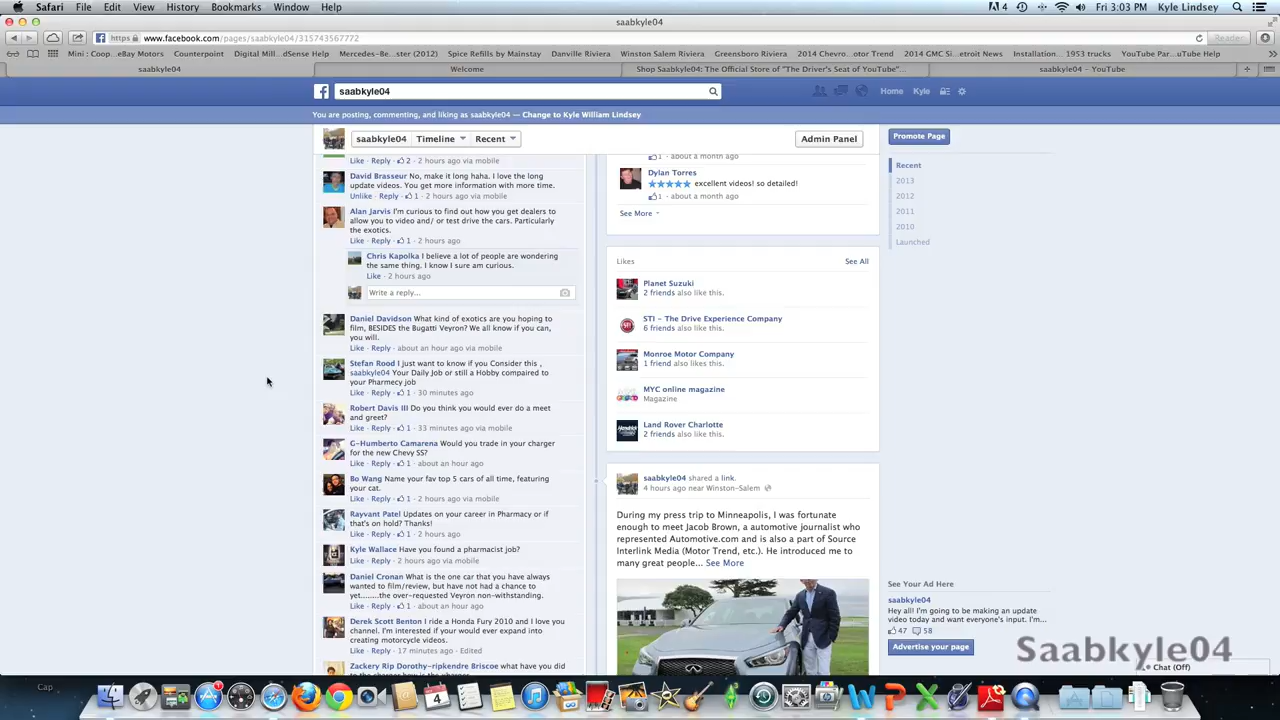 Safari File Edit View History Bookmarks Window Help
4 Fri 3:03 PM Kyle Lindsey
saabkyle04
https www.facebook.com/pages/saabkyle04/315743567772 Reader
Mini : Coop...eBay Motors Counterpoint Digital Mill...dSense Help Mercedes-Be...ster (2012) Spice Refills by Mainstay Danville Riviera Winston Salem Riviera Greensboro Riviera 2014 Chevro...otor Trend 2014 GMC Si...etroit News Installation... 1953 trucks YouTube Par...uTube Help
saabkyle04 Welcome Shop Saabkyle04: The Official Store of "The Driver's Seat of YouTube"... saabkyle04 - YouTube
saabkyle04 Home Kyle
You are posting, commenting, and liking as saabkyle04 — Change to Kyle William Lindsey
saabkyle04 Timeline Recent Admin Panel
Promote Page
Like · Reply · 2 · 2 hours ago via mobile
David Brasseur No, make it long haha. I love the long
update videos. You get more information with more time.
Unlike · Reply · 1 · 2 hours ago via mobile
Alan Jarvis I'm curious to find out how you get dealers to
allow you to video and/ or test drive the cars. Particularly
the exotics.
Like · Reply · 1 · 2 hours ago
Chris Kapolka I believe a lot of people are wondering
the same thing. I know I sure am curious.
Like · 2 hours ago
Write a reply...
Daniel Davidson What kind of exotics are you hoping to
film, BESIDES the Bugatti Veyron? We all know if you can,
you will.
Like · Reply · about an hour ago via mobile
Stefan Rood I just want to know if you Consider this ,
saabkyle04 Your Daily Job or still a Hobby compaired to
your Pharmecy job
Like · Reply · 1 · 30 minutes ago
Robert Davis III Do you think you would ever do a meet
and greet?
Like · Reply · 1 · 33 minutes ago via mobile
G-Humberto Camarena Would you trade in your charger
for the new Chevy SS?
Like · Reply · 1 · about an hour ago
Bo Wang Name your fav top 5 cars of all time, featuring
your cat.
Like · Reply · 1 · 2 hours ago via mobile
Rayvant Patel Updates on your career in Pharmacy or if
that's on hold? Thanks!
Like · Reply · 1 · 2 hours ago
Kyle Wallace Have you found a pharmacist job?
Like · Reply · 2 hours ago via mobile
Daniel Cronan What is the one car that you have always
wanted to film/review, but have not had a chance to
yet........the over-requested Veyron non-withstanding.
Like · Reply · 1 · about an hour ago
Derek Scott Benton I ride a Honda Fury 2010 and I love you
channel. I'm interested if your would ever expand into
creating motorcycle videos.
Like · Reply · 17 minutes ago · Edited
Zackery Rip Dorothy-ripkendre Briscoe what have you did
1 · about a month ago
Dylan Torres
excellent videos! so detailed!
1 · about a month ago
See More
Likes See All
Planet Suzuki
2 friends also like this.
STI - The Drive Experience Company
6 friends also like this.
Monroe Motor Company
1 friend also likes this.
MYC online magazine
Magazine
Land Rover Charlotte
2 friends also like this.
saabkyle04 shared a link.
4 hours ago near Winston-Salem
During my press trip to Minneapolis, I was fortunate
enough to meet Jacob Brown, a automotive journalist who
represented Automotive.com and is also a part of Source
Interlink Media (Motor Trend, etc.). He introduced me to
many great people... See More
Recent
2013
2012
2011
2010
Launched
See Your Ad Here
saabkyle04
Hey all! I'm going to be making an update
video today and want everyone's input. I'm...
47 58
Advertise your page
Saabkyle04
Chat (Off)
Cap